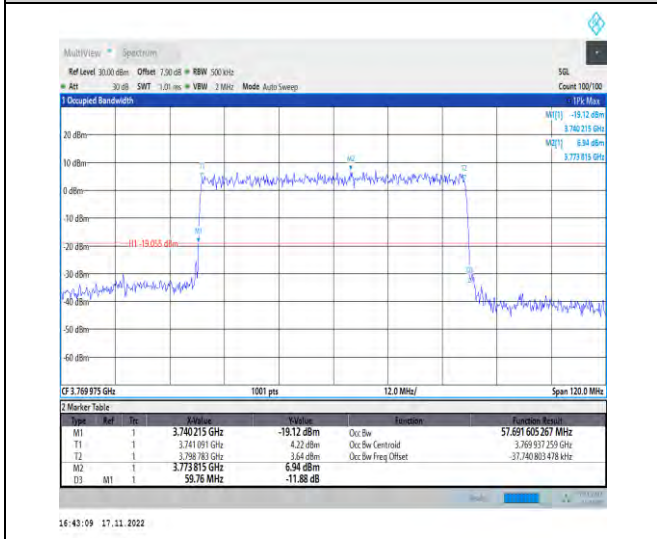 MultiView Spectrum
Ref Level 30.00 dBm Offset 7.50 dB RBW 500 kHz SGL
Att 30 dB SWT 1.01 ms VBW 2 MHz Mode Auto Sweep Count 100/100
1 Occupied Bandwidth 1Pk Max
M1[1] -19.12 dBm
3.740 215 GHz
20 dBm
M2[1] 6.94 dBm
3.773 815 GHz
10 dBm
M2
T1 T2
0 dBm
-10 dBm
M1
-20 dBm
H1 -19.055 dBm
-30 dBm
D3
-40 dBm
-50 dBm
-60 dBm
CF 3.769 975 GHz 1001 pts 12.0 MHz/ Span 120.0 MHz
2 Marker Table
Type Ref Trc X-Value Y-Value Function Function Result
M1 1 3.740 215 GHz -19.12 dBm Occ Bw 57.691 605 267 MHz
T1 1 3.741 091 GHz 4.22 dBm Occ Bw Centroid 3.769 937 259 GHz
T2 1 3.798 783 GHz 3.64 dBm Occ Bw Freq Offset -37.740 803 478 kHz
M2 1 3.773 815 GHz 6.94 dBm
D3 M1 1 59.76 MHz -11.88 dB
16:43:09 17.11.2022